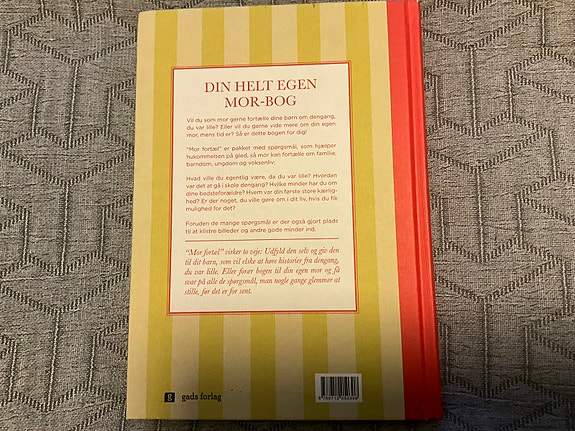 DIN HELT EGEN
MOR-BOG
Vil du som mor gerne fortælle dine børn om dengang,
du var lille? Eller vil du gerne vide mere om din egen
mor, mens tid er? Så er dette bogen for dig!
"Mor fortæl" er pakket med spørgsmål, som hjælper
hukommelsen på gled, så mor kan fortælle om familie,
barndom, ungdom og voksenliv.
Hvad ville du egentlig være, da du var lille? Hvordan
var det at gå i skole dengang? Hvilke minder har du om
dine bedsteforældre? Hvem var din første store kærlig-
hed? Er der noget, du ville gøre om i dit liv, hvis du fik
mulighed for det?
Foruden de mange spørgsmål er der også gjort plads
til at klistre billeder og andre gode minder ind.
"Mor fortæl" virker to veje: Udfyld den selv og giv den
til dit barn, som vil elske at høre historier fra dengang,
du var lille. Eller forær bogen til din egen mor og få
svar på alle de spørgsmål, man nogle gange glemmer at
stille, før det er for sent.
g gads forlag